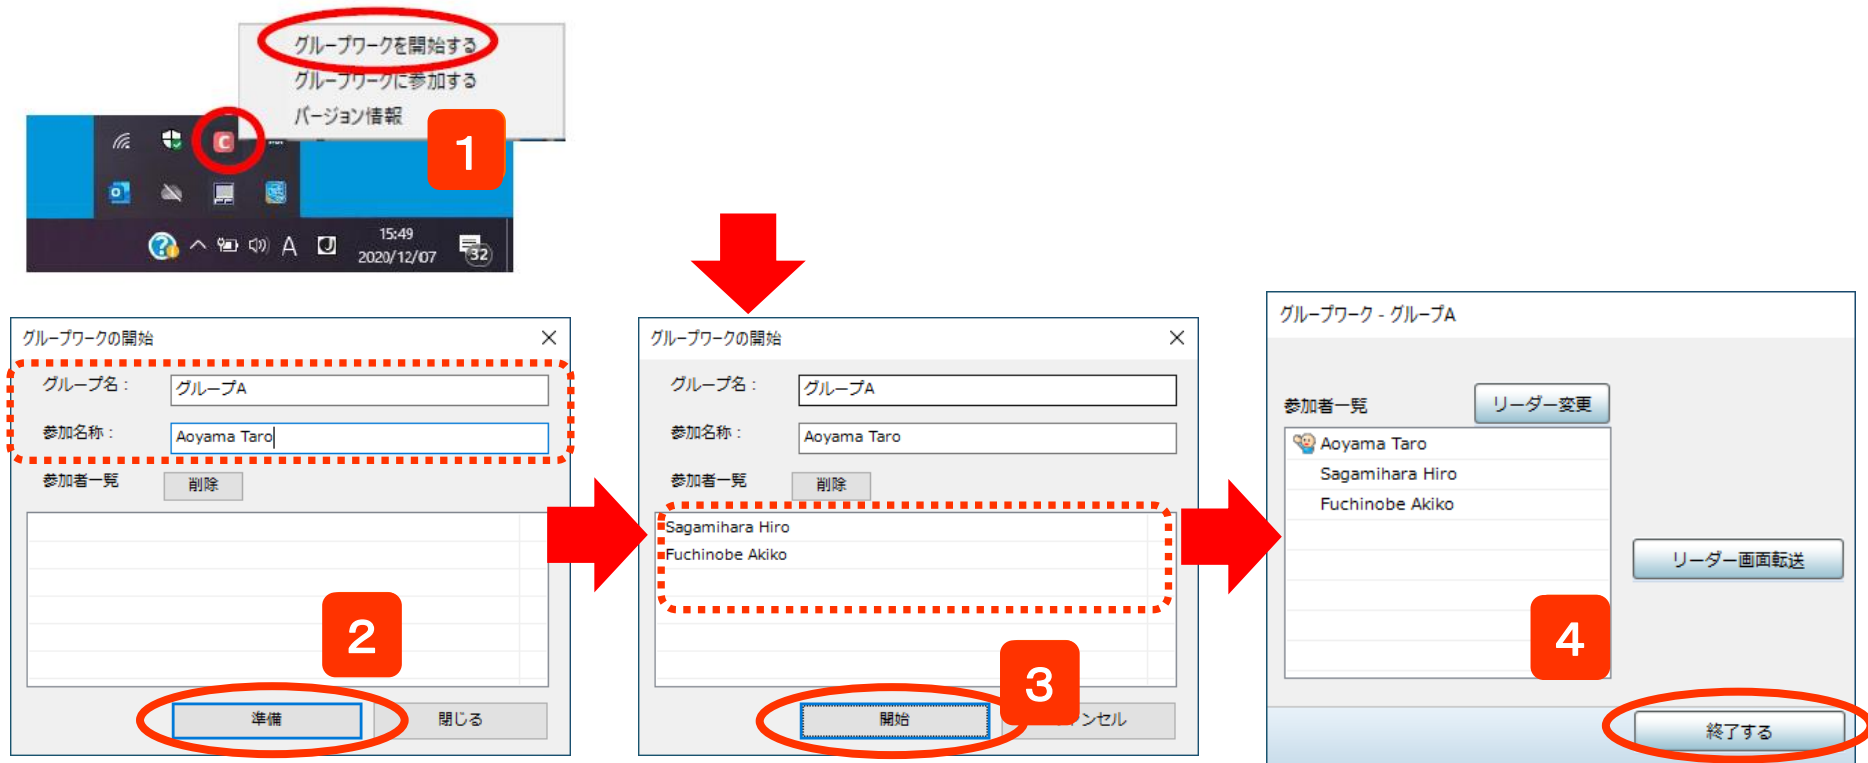 グループワークを開始する
グループワークに参加する
バージョン情報
1
C
15:49
A
2020/12/07
32
グループワークの開始
グループ名：
グループA
参加名称：
Aoyama Taro
参加者一覧
削除
2
準備
閉じる
グループワークの開始
グループ名：
グループA
参加名称：
Aoyama Taro
参加者一覧
削除
Sagamihara Hiro
Fuchinobe Akiko
3
開始
ンセル
グループワーク - グループA
参加者一覧
リーダー変更
Aoyama Taro
Sagamihara Hiro
Fuchinobe Akiko
リーダー画面転送
4
終了する